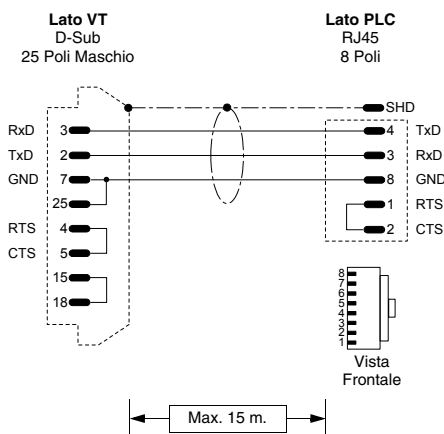 Lato VT
D-Sub
25 Poli Maschio
Lato PLC
RJ45
8 Poli
SHD
RxD 3 4 TxD
TxD 2 3 RxD
GND 7 8 GND
25 1 RTS
RTS 4 2 CTS
CTS 5
15
18
8
7
6
5
4
3
2
1
Vista
Frontale
Max. 15 m.